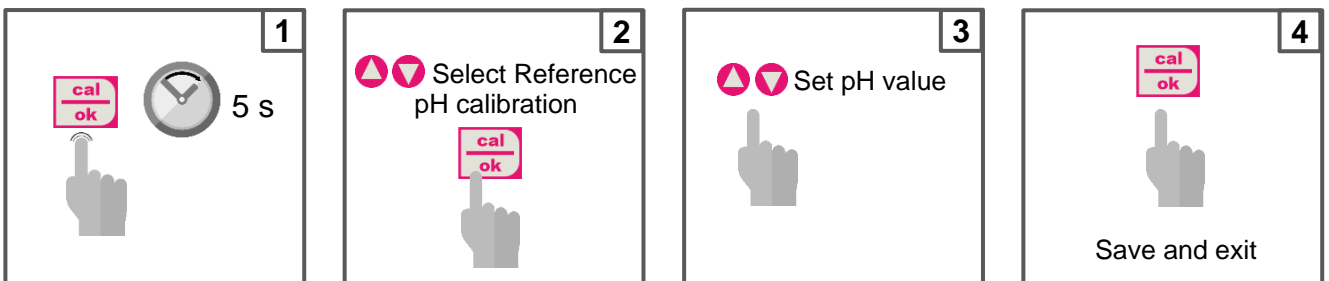 1
cal
ok
5 s
2
Select Reference
pH calibration
cal
ok
3
Set pH value
4
cal
ok
Save and exit